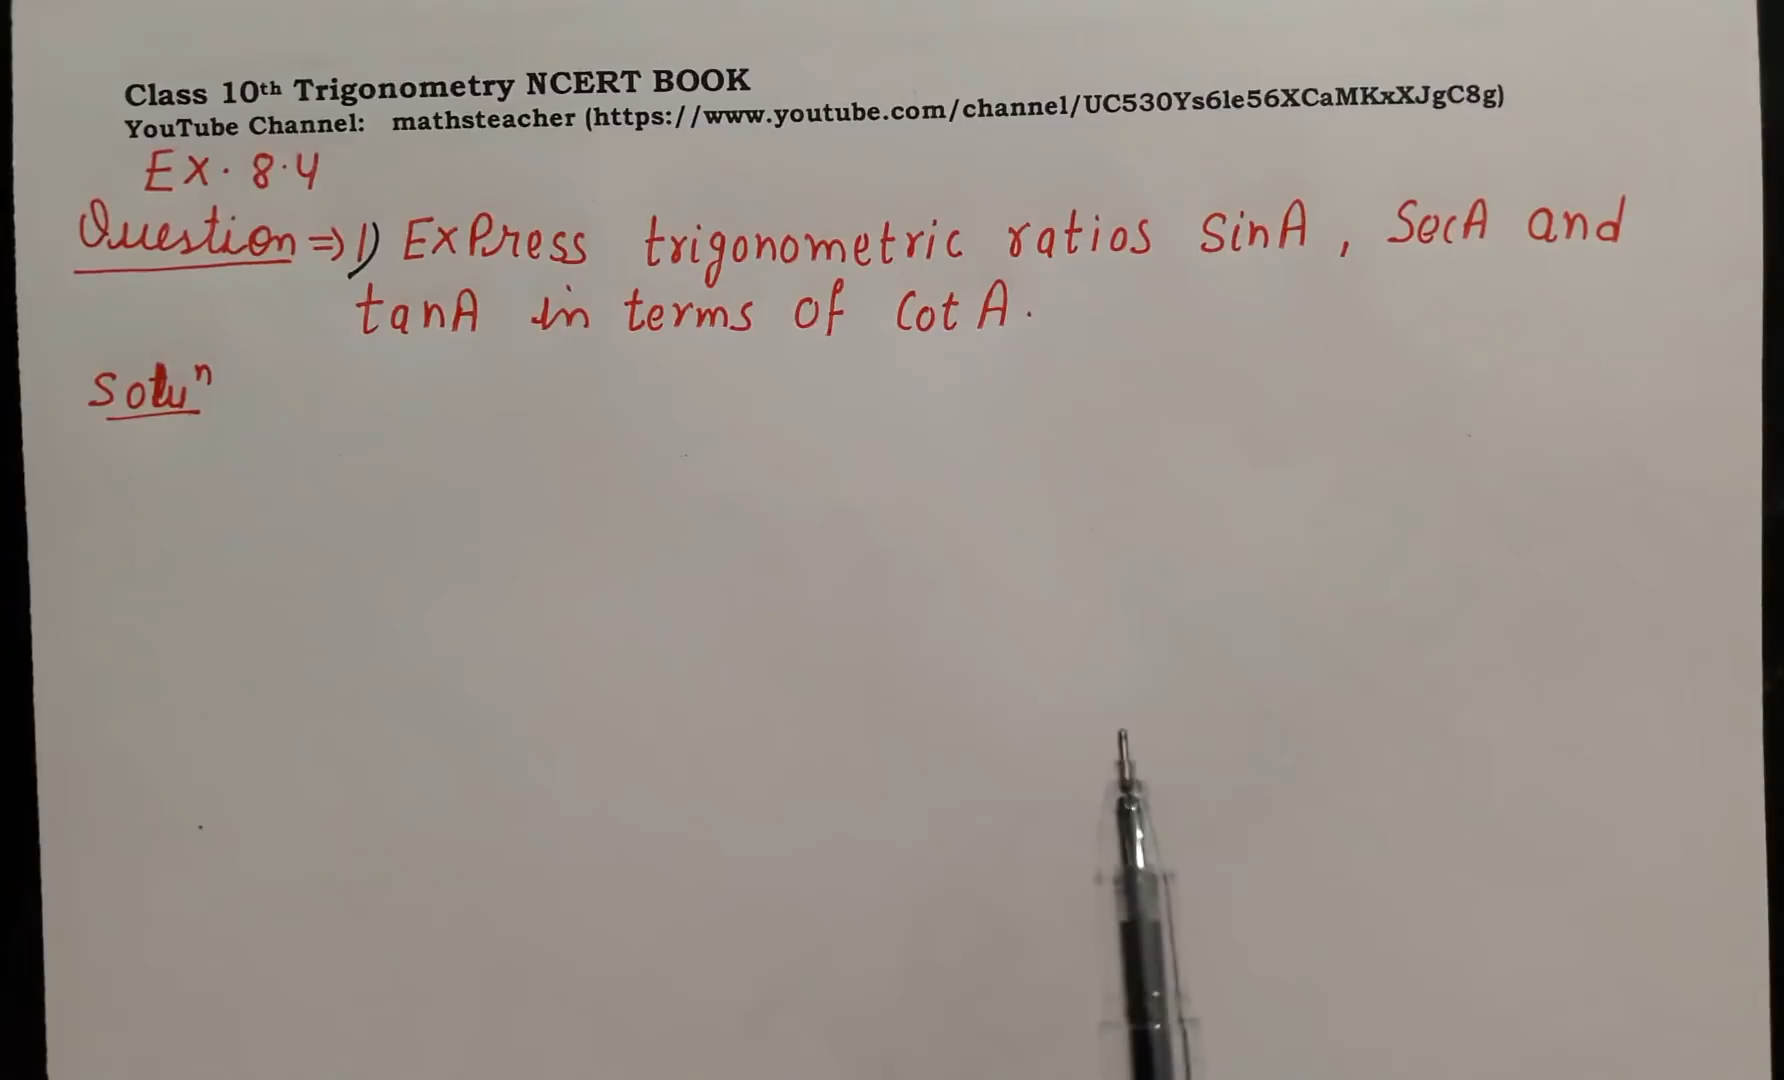 Class 10th Trigonometry NCERT BOOK
YouTube Channel: mathsteacher (https://www.youtube.com/channel/UC530Ys6le56XCaMKxXJgC8g)
Ex. 8.4
Question => 1) Express trigonometric ratios SinA, SecA and
tanA in terms of Cot A.
Soluⁿ